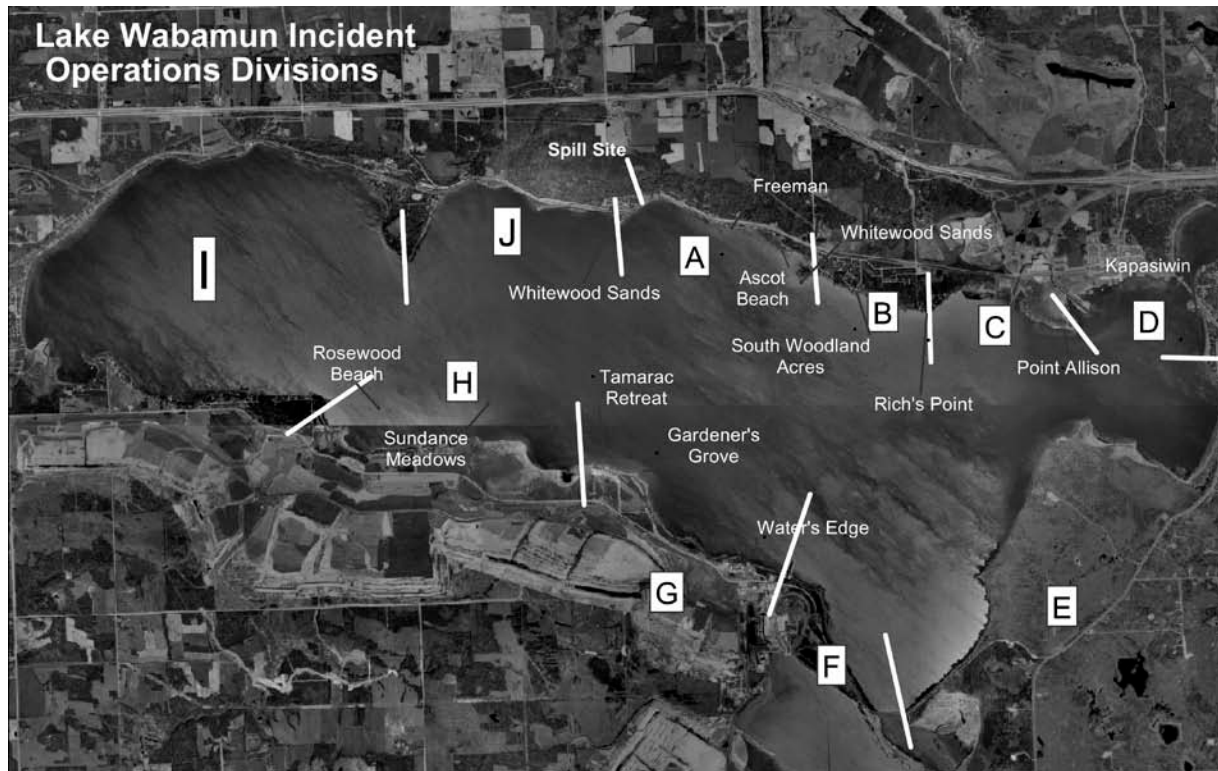 Lake Wabamun Incident
Operations Divisions
Spill Site
Freeman
Whitewood Sands
Kapasiwin
I
J
A
Whitewood Sands
Ascot
Beach
B
C
D
South Woodland
Acres
Point Allison
Rosewood
Beach
H
Tamarac
Retreat
Rich's Point
Sundance
Meadows
Gardener's
Grove
Water's Edge
G
E
F